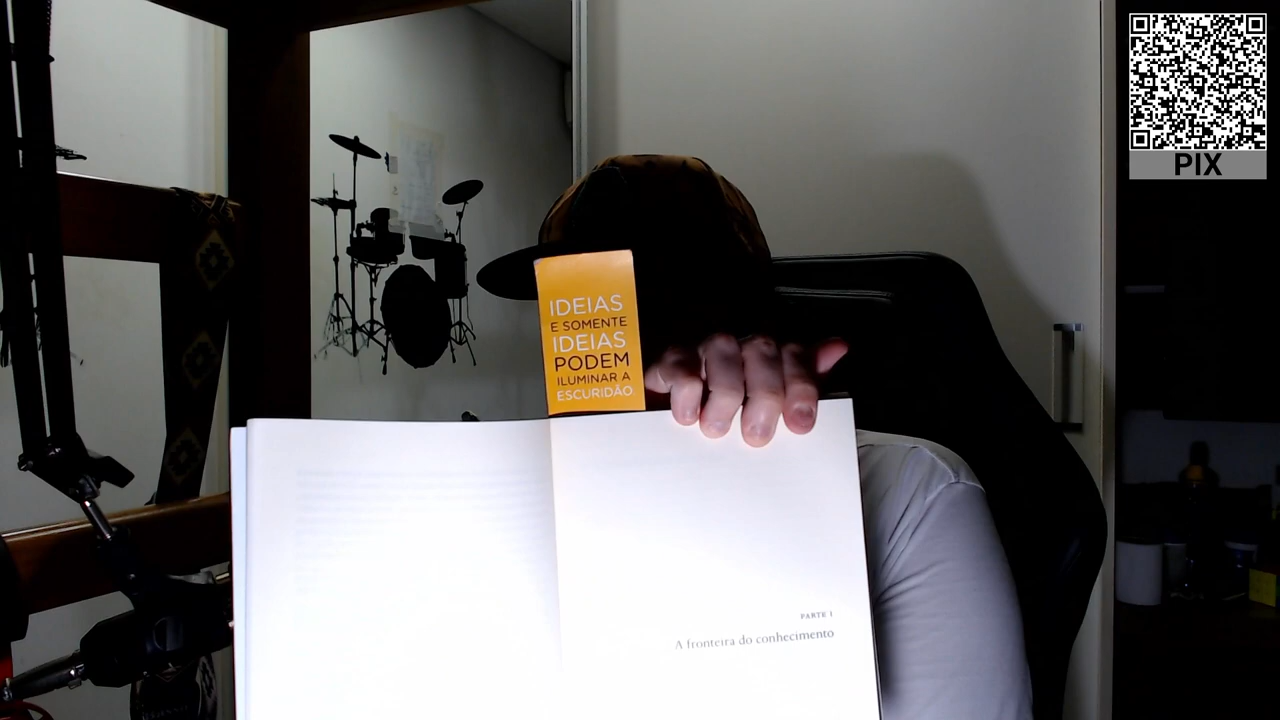 PIX
IDEIAS
E SOMENTE
IDEIAS
PODEM
ILUMINAR A
ESCURIDÃO
PARTE I
A fronteira do conhecimento